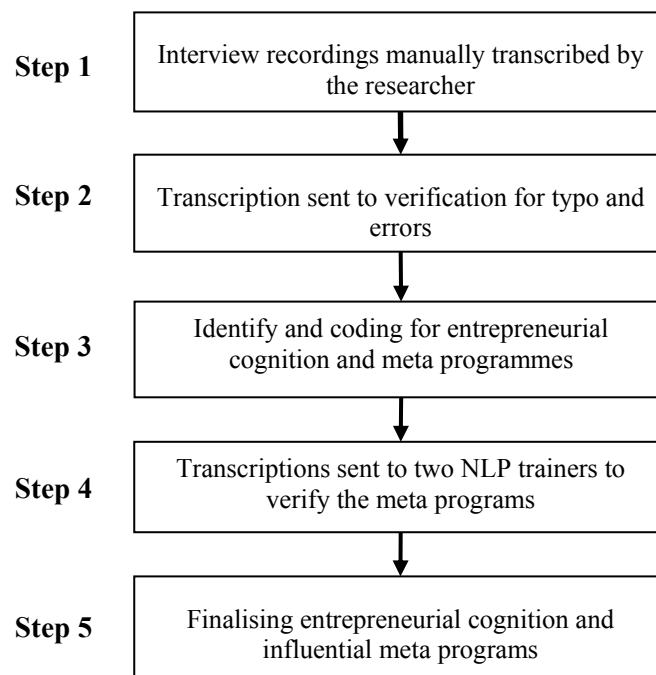 Step 1
Interview recordings manually transcribed by
the researcher
Step 2
Transcription sent to verification for typo and
errors
Step 3
Identify and coding for entrepreneurial
cognition and meta programmes
Step 4
Transcriptions sent to two NLP trainers to
verify the meta programs
Step 5
Finalising entrepreneurial cognition and
influential meta programs